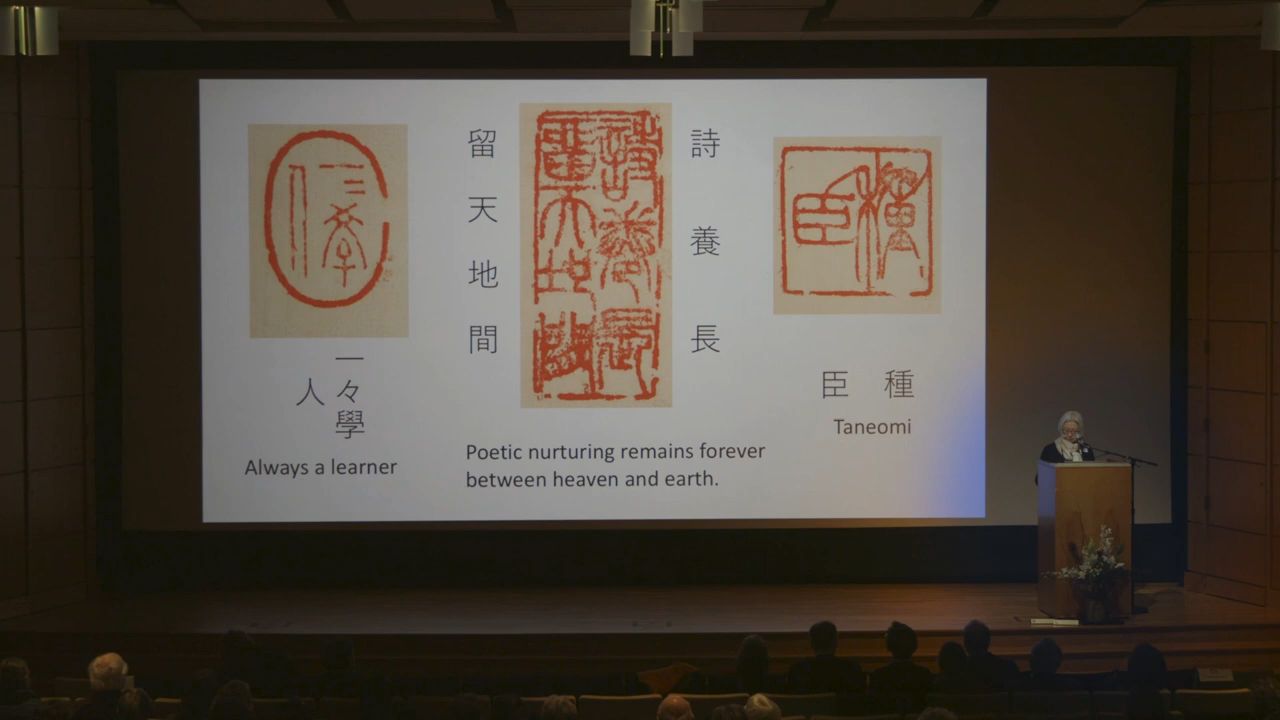 一々學
人
Always a learner
詩養長
留天地間
Poetic nurturing remains forever
between heaven and earth.
種臣
Taneomi